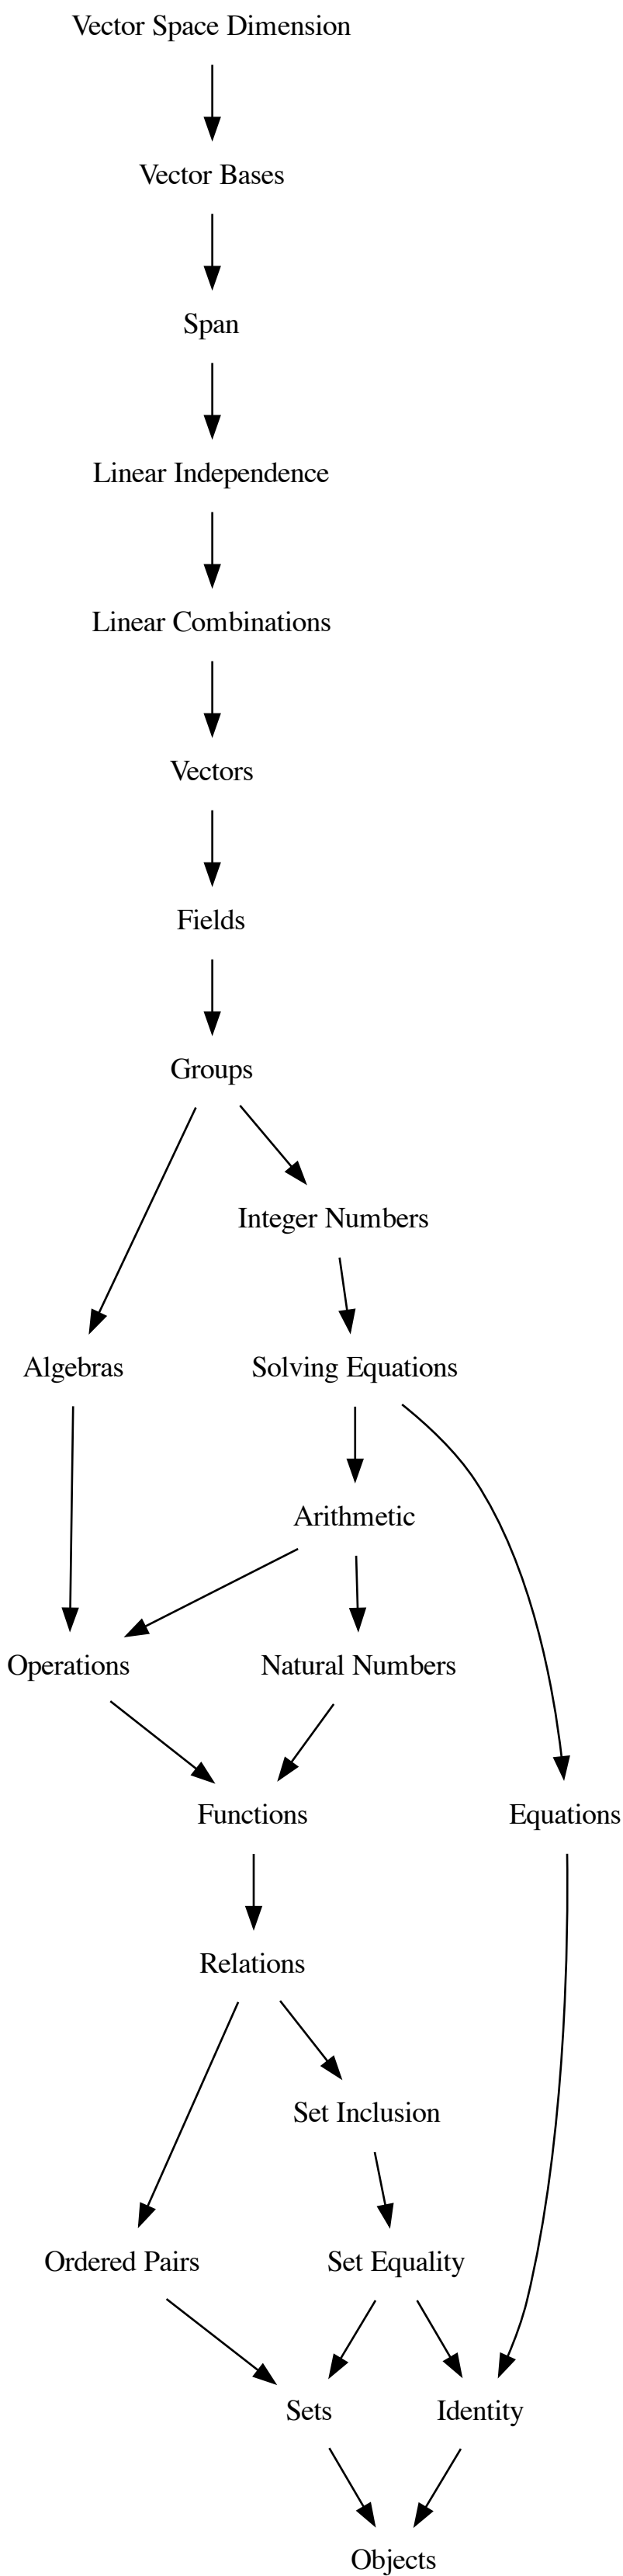 Vector Space Dimension
Vector Bases
Span
Linear Independence
Linear Combinations
Vectors
Fields
Groups
Integer Numbers
Algebras
Solving Equations
Arithmetic
Operations
Natural Numbers
Functions
Equations
Relations
Set Inclusion
Ordered Pairs
Set Equality
Sets
Identity
Objects